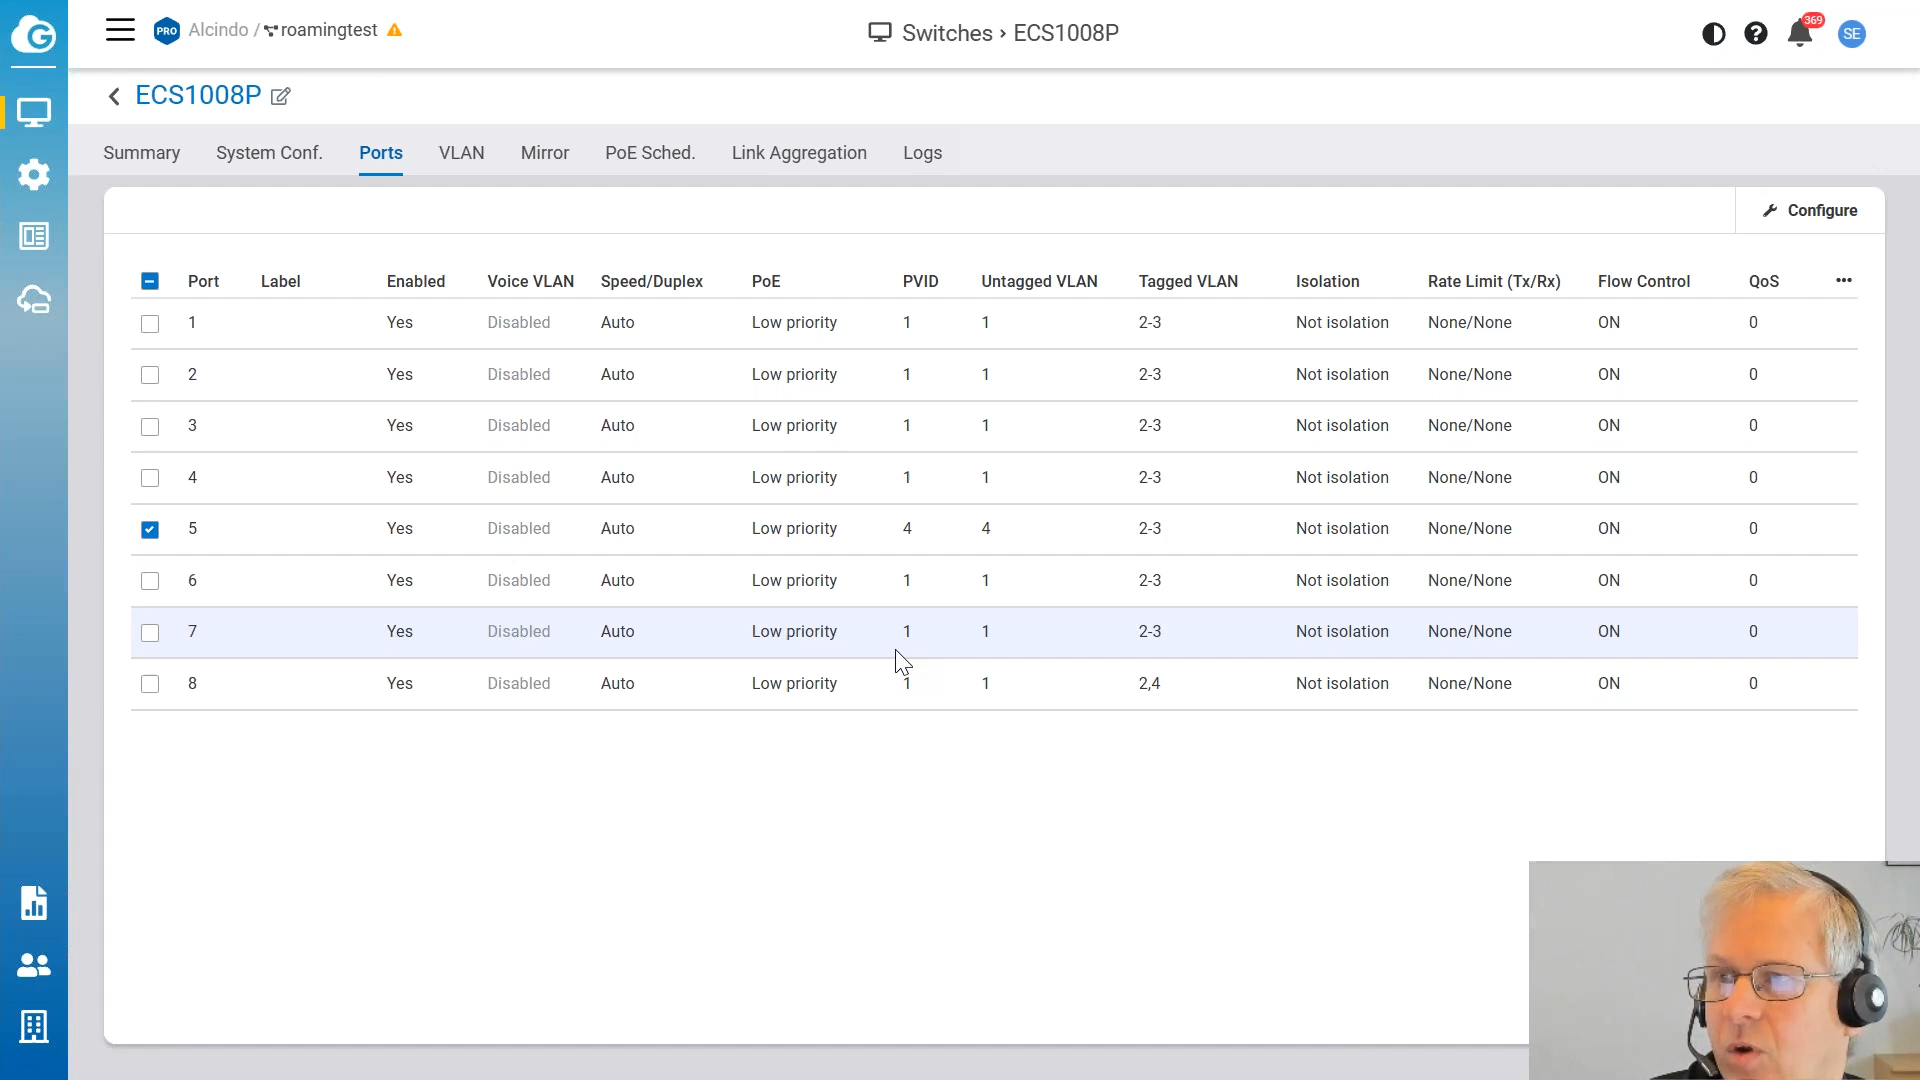 PRO Alcindo / roamingtest
Switches › ECS1008P
369
SE
ECS1008P
Summary System Conf. Ports VLAN Mirror PoE Sched. Link Aggregation Logs
Configure
Port Label Enabled Voice VLAN Speed/Duplex PoE PVID Untagged VLAN Tagged VLAN Isolation Rate Limit (Tx/Rx) Flow Control QoS •••
1 Yes Disabled Auto Low priority 1 1 2-3 Not isolation None/None ON 0
2 Yes Disabled Auto Low priority 1 1 2-3 Not isolation None/None ON 0
3 Yes Disabled Auto Low priority 1 1 2-3 Not isolation None/None ON 0
4 Yes Disabled Auto Low priority 1 1 2-3 Not isolation None/None ON 0
5 Yes Disabled Auto Low priority 4 4 2-3 Not isolation None/None ON 0
6 Yes Disabled Auto Low priority 1 1 2-3 Not isolation None/None ON 0
7 Yes Disabled Auto Low priority 1 1 2-3 Not isolation None/None ON 0
8 Yes Disabled Auto Low priority 1 1 2,4 Not isolation None/None ON 0